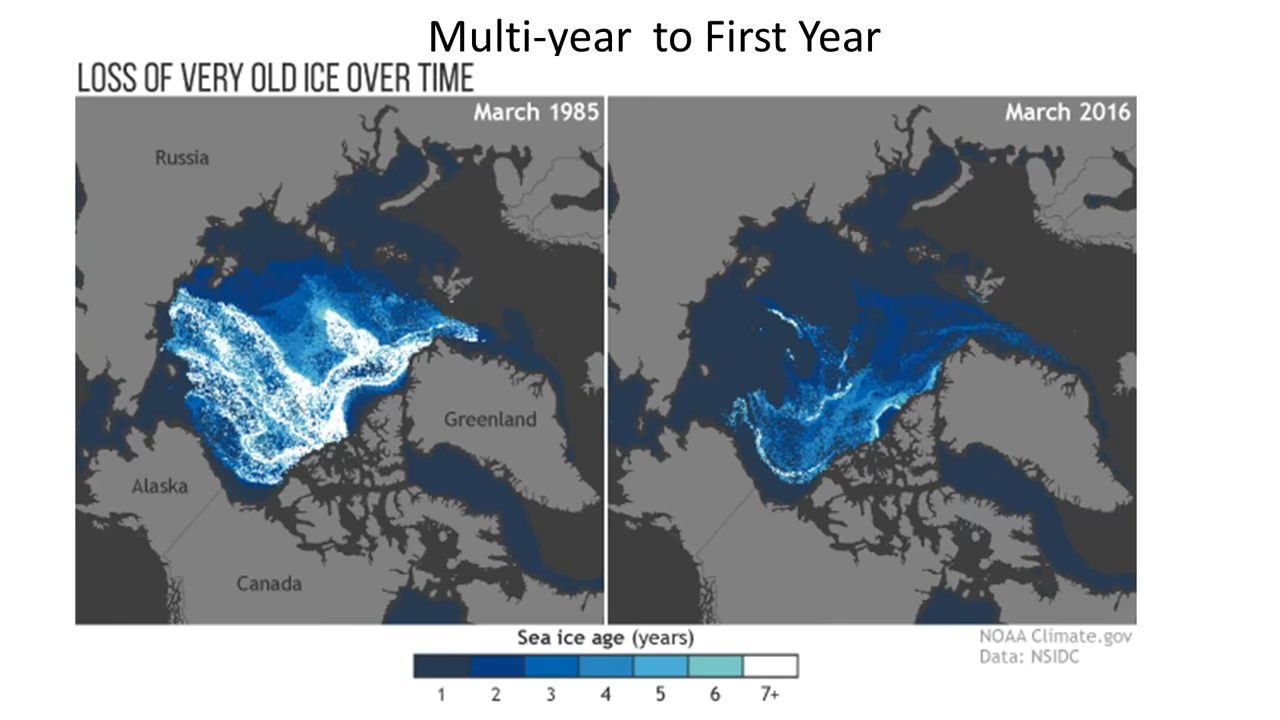 Multi-year  to First Year
LOSS OF VERY OLD ICE OVER TIME
March 1985
March 2016
Russia
Greenland
Alaska
Canada
Sea ice age (years)
1 2 3 4 5 6 7+
NOAA Climate.gov
Data: NSIDC